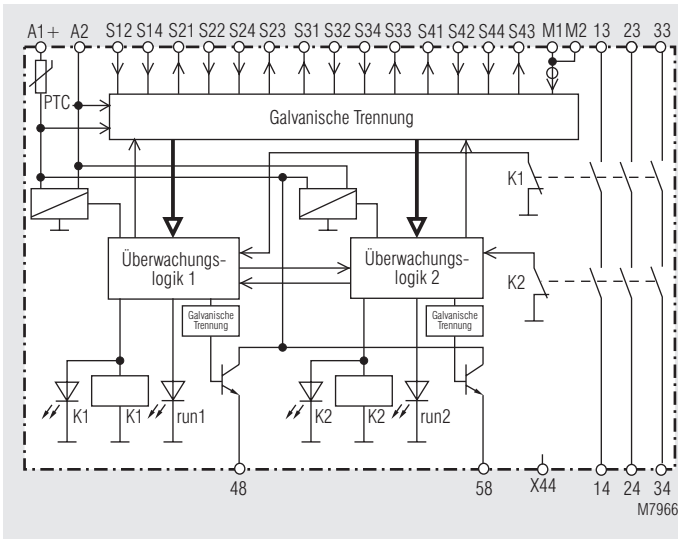 A1+ A2 S12 S14 S21 S22 S24 S23 S31 S32 S34 S33 S41 S42 S44 S43 M1 M2 13 23 33
PTC
Galvanische Trennung
K1
Überwachungs-
logik 1
Überwachungs-
logik 2
K2
Galvanische
Trennung
Galvanische
Trennung
K1 K1 run1 K2 K2 run2
48 58 X44 14 24 34
M7966